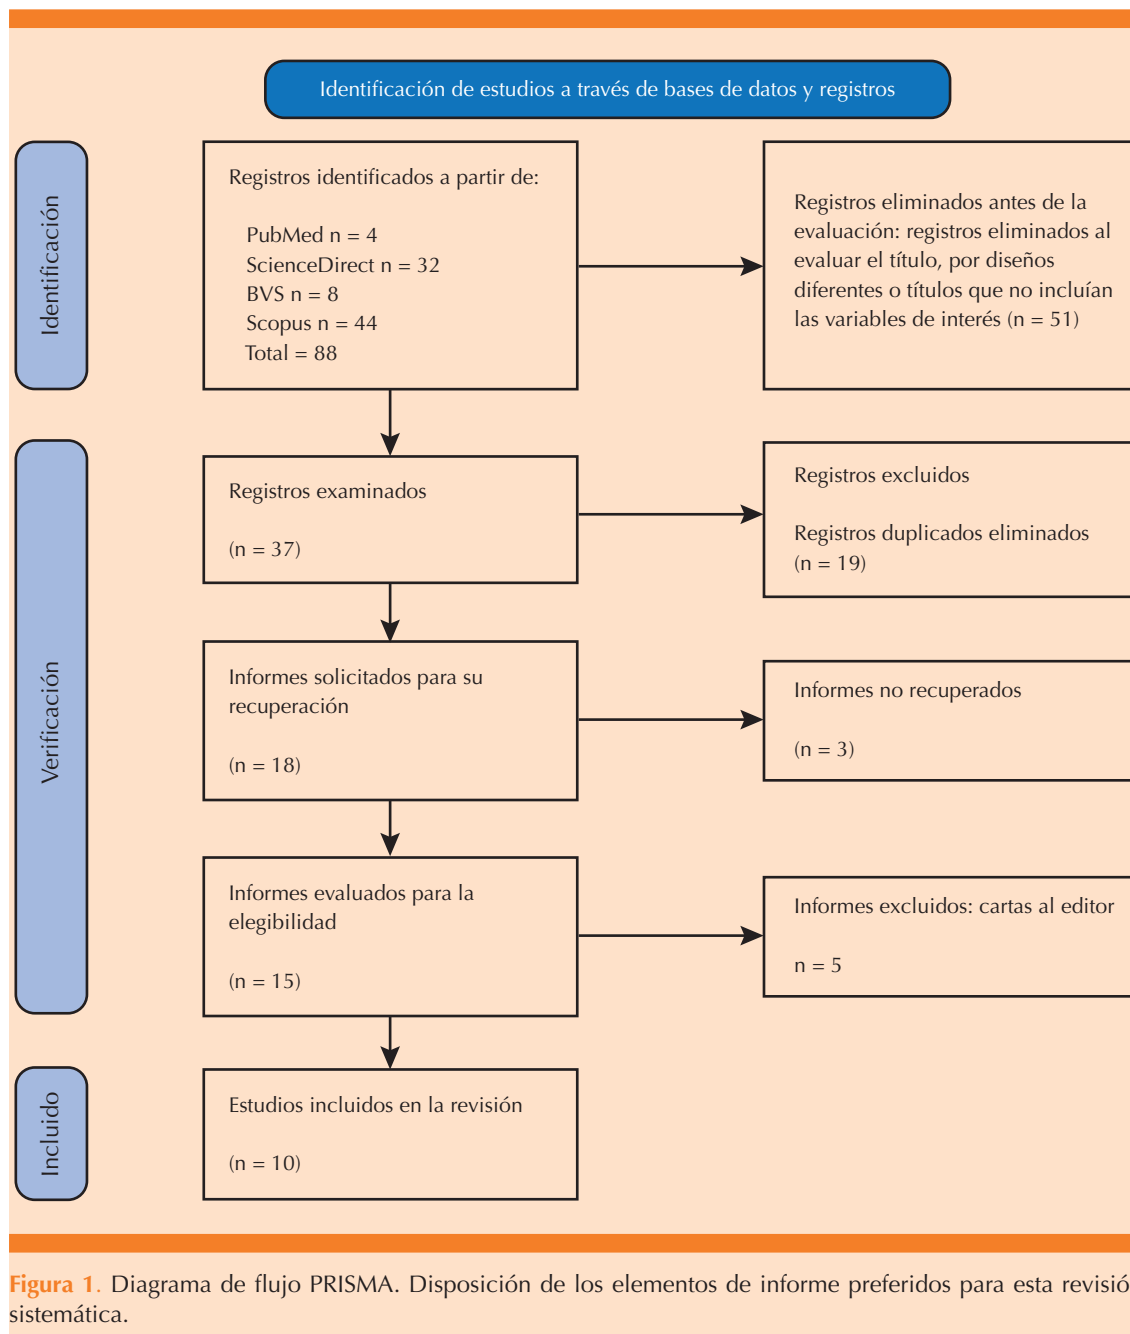 Identificación de estudios a través de bases de datos y registros
Identificación
Registros identificados a partir de:
PubMed n = 4
ScienceDirect n = 32
BVS n = 8
Scopus n = 44
Total = 88
Registros eliminados antes de la
evaluación: registros eliminados al
evaluar el título, por diseños
diferentes o títulos que no incluían
las variables de interés (n = 51)
Verificación
Registros examinados
(n = 37)
Registros excluidos
Registros duplicados eliminados
(n = 19)
Informes solicitados para su
recuperación
(n = 18)
Informes no recuperados
(n = 3)
Informes evaluados para la
elegibilidad
(n = 15)
Informes excluidos: cartas al editor
n = 5
Incluido
Estudios incluidos en la revisión
(n = 10)
Figura 1. Diagrama de flujo PRISMA. Disposición de los elementos de informe preferidos para esta revisió
sistemática.